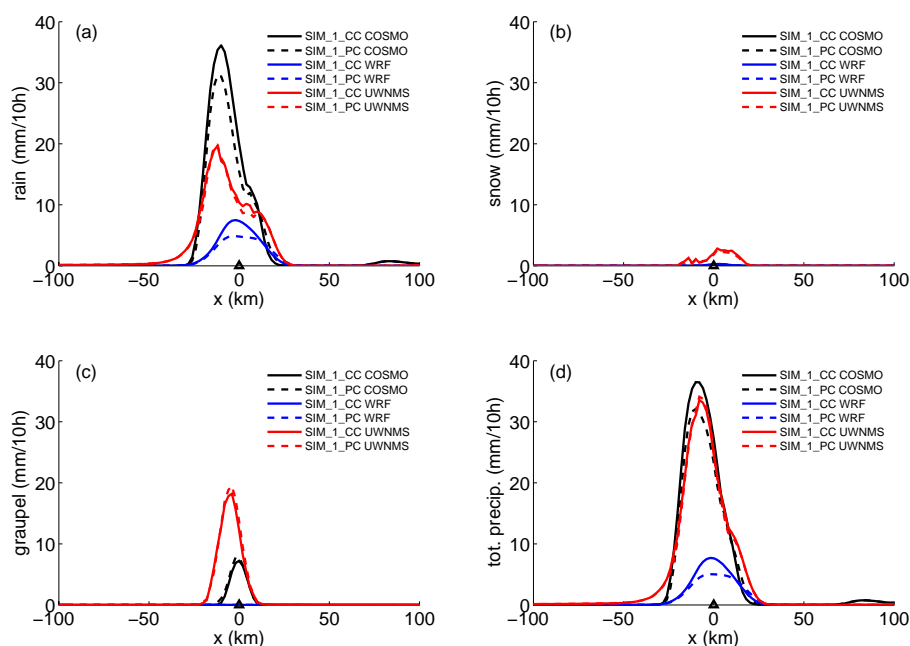 (a)
SIM_1_CC COSMO
SIM_1_PC COSMO
SIM_1_CC WRF
SIM_1_PC WRF
SIM_1_CC UWNMS
SIM_1_PC UWNMS
rain (mm/10h)
40
30
20
10
0
−100 −50 0 50 100
x (km)
(b)
SIM_1_CC COSMO
SIM_1_PC COSMO
SIM_1_CC WRF
SIM_1_PC WRF
SIM_1_CC UWNMS
SIM_1_PC UWNMS
snow (mm/10h)
40
30
20
10
0
−100 −50 0 50 100
x (km)
(c)
SIM_1_CC COSMO
SIM_1_PC COSMO
SIM_1_CC WRF
SIM_1_PC WRF
SIM_1_CC UWNMS
SIM_1_PC UWNMS
graupel (mm/10h)
40
30
20
10
0
−100 −50 0 50 100
x (km)
(d)
SIM_1_CC COSMO
SIM_1_PC COSMO
SIM_1_CC WRF
SIM_1_PC WRF
SIM_1_CC UWNMS
SIM_1_PC UWNMS
tot. precip. (mm/10h)
40
30
20
10
0
−100 −50 0 50 100
x (km)